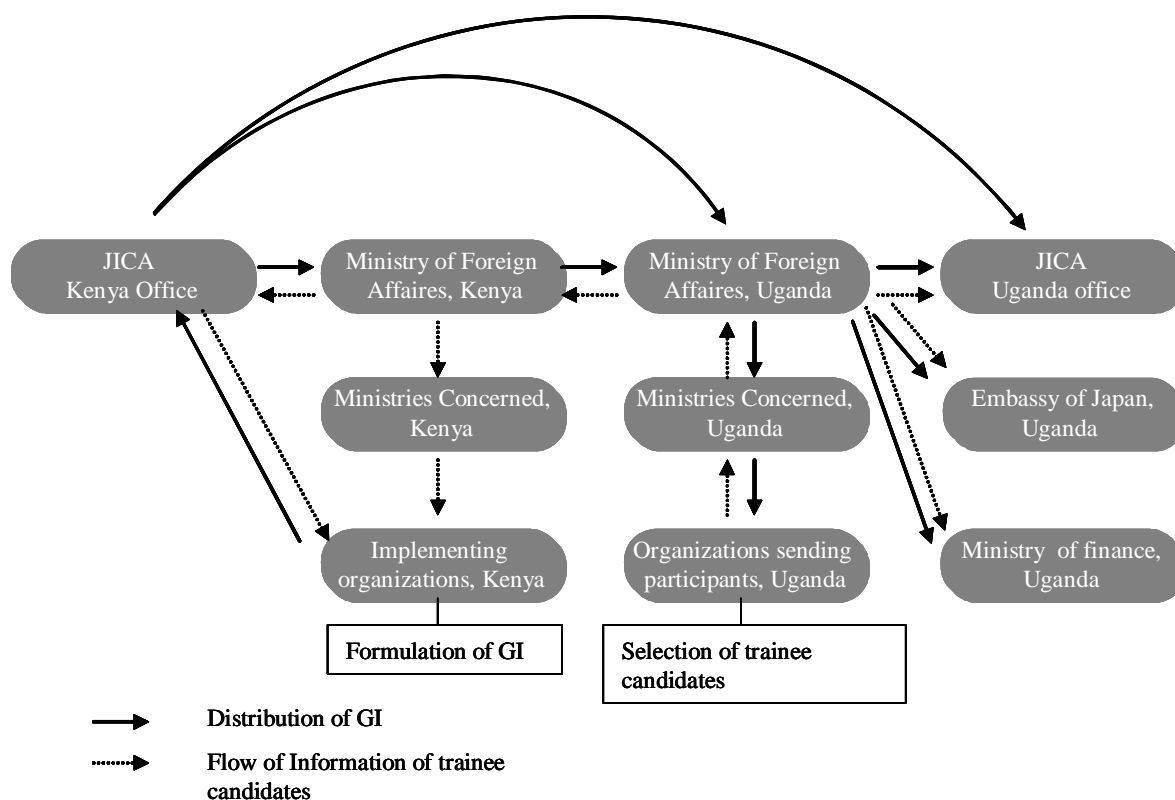 JICA
Kenya Office
Ministry of Foreign
Affaires, Kenya
Ministry of Foreign
Affaires, Uganda
JICA
Uganda office
Ministries Concerned,
Kenya
Ministries Concerned,
Uganda
Embassy of Japan,
Uganda
Implementing
organizations, Kenya
Organizations sending
participants, Uganda
Ministry of finance,
Uganda
Formulation of GI
Selection of trainee
candidates
Distribution of GI
Flow of Information of trainee
candidates